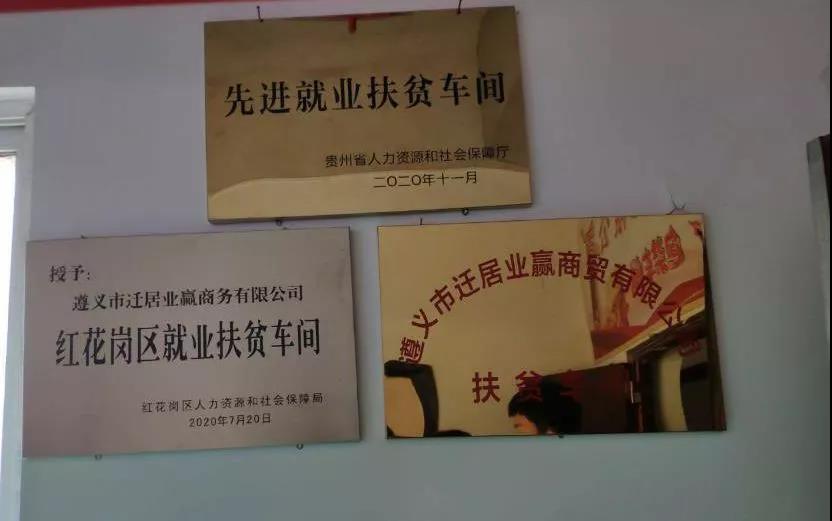 先进就业扶贫车间
贵州省人力资源和社会保障厅
二〇二〇年十一月
授予:
遵义市迁居业赢商务有限公司
红花岗区就业扶贫车间
红花岗区人力资源和社会保障局
2020年7月20日
遵义市迁居业赢商贸有限公
扶贫